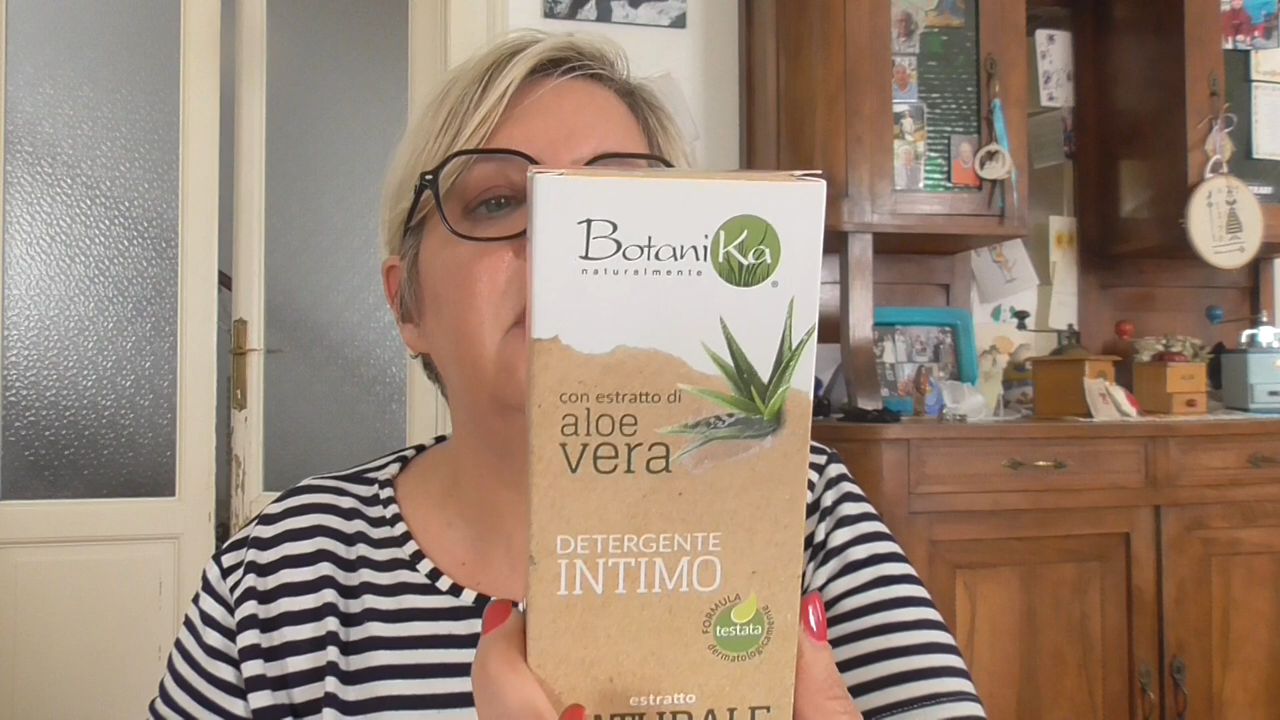 BotaniKa
naturalmente
®
con estratto di
aloe
vera
DETERGENTE
INTIMO
FORMULA
testata
dermatologicamente
estratto